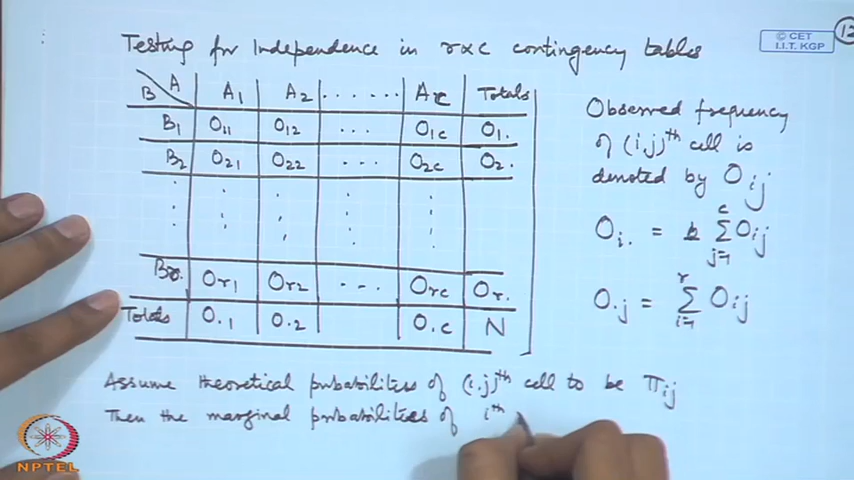 © CET
I.I.T. KGP
12
Testing for Independence in r×c contingency tables
A
B
A1 A2 ...... Ac Totals
B1 O11 O12 ... O1c O1.
B2 O21 O22 ... O2c O2.
Br. Or1 Or2 ... Orc Or.
Totals O.1 O.2 O.c N
Observed frequency
of (i,j)th cell is
denoted by Oij
Oi. = Σ Oij
c
j=1
O.j = Σ Oij
r
i=1
Assume theoretical probabilities of (i,j)th cell to be πij
Then the marginal probabilities of ith
NPTEL